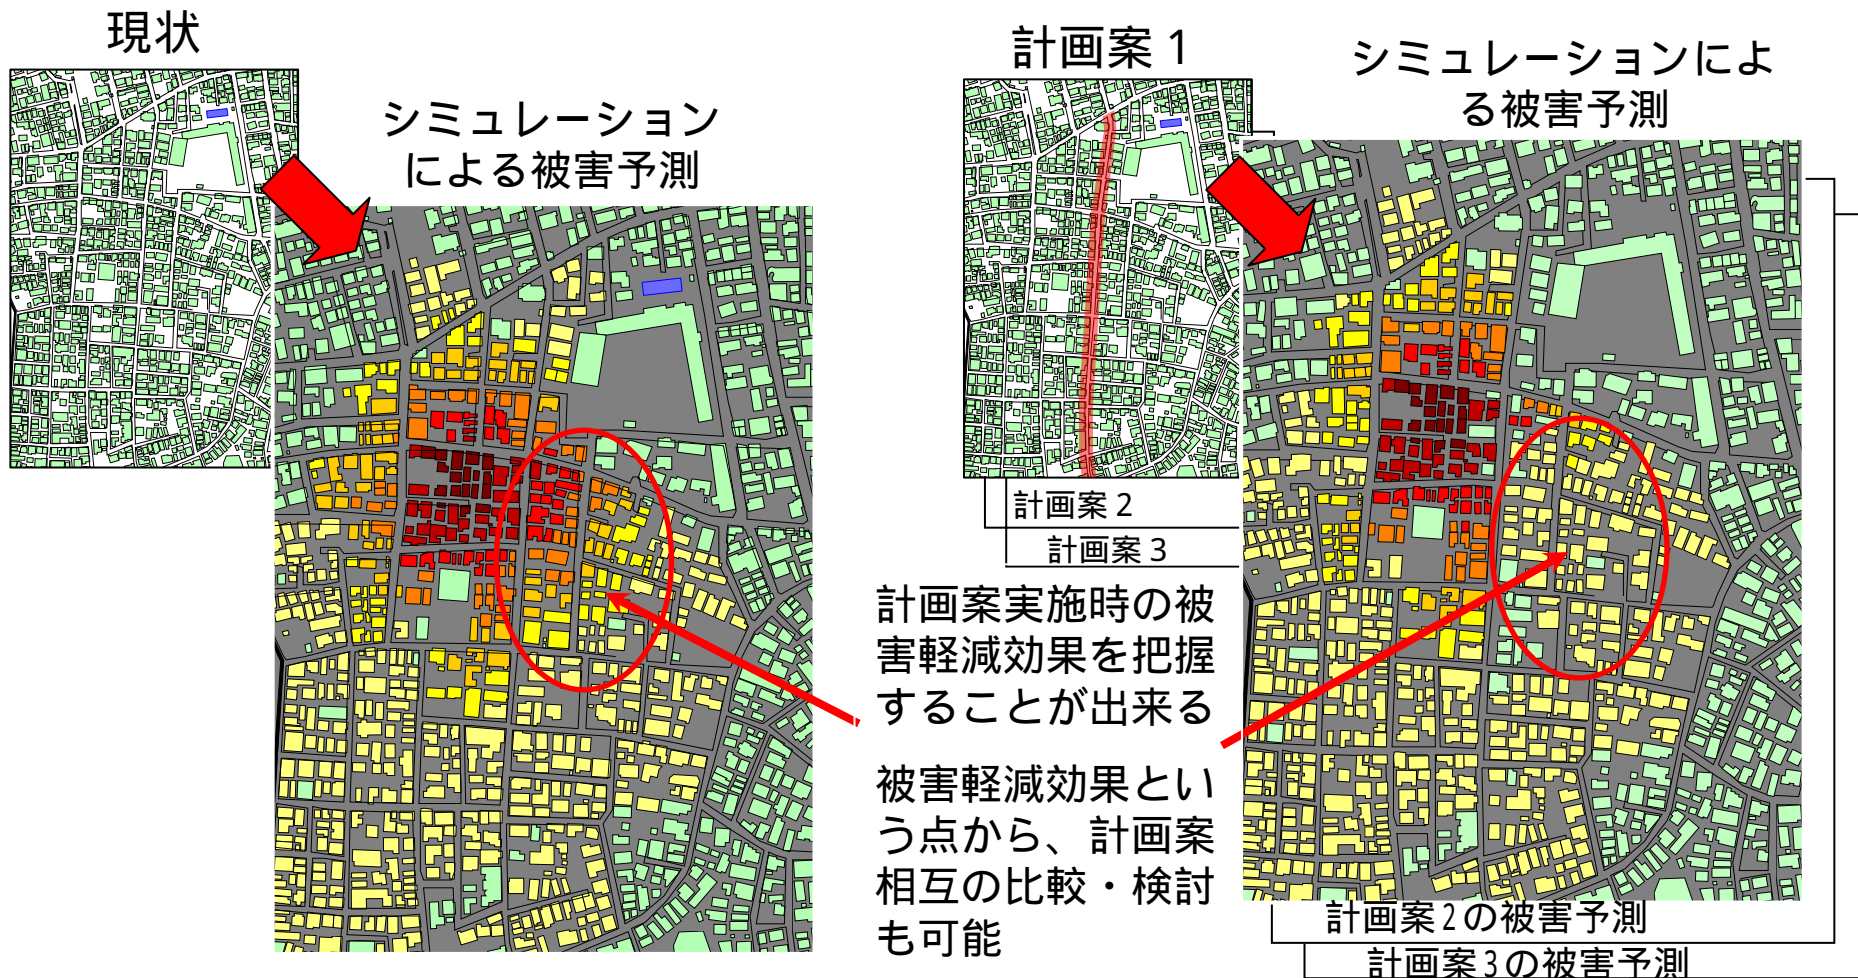 現状
シミュレーション
による被害予測
計画案1
シミュレーションによ
る被害予測
計画案2
計画案3
計画案実施時の被
害軽減効果を把握
することが出来る
被害軽減効果とい
う点から、計画案
相互の比較・検討
も可能
計画案2の被害予測
計画案3の被害予測